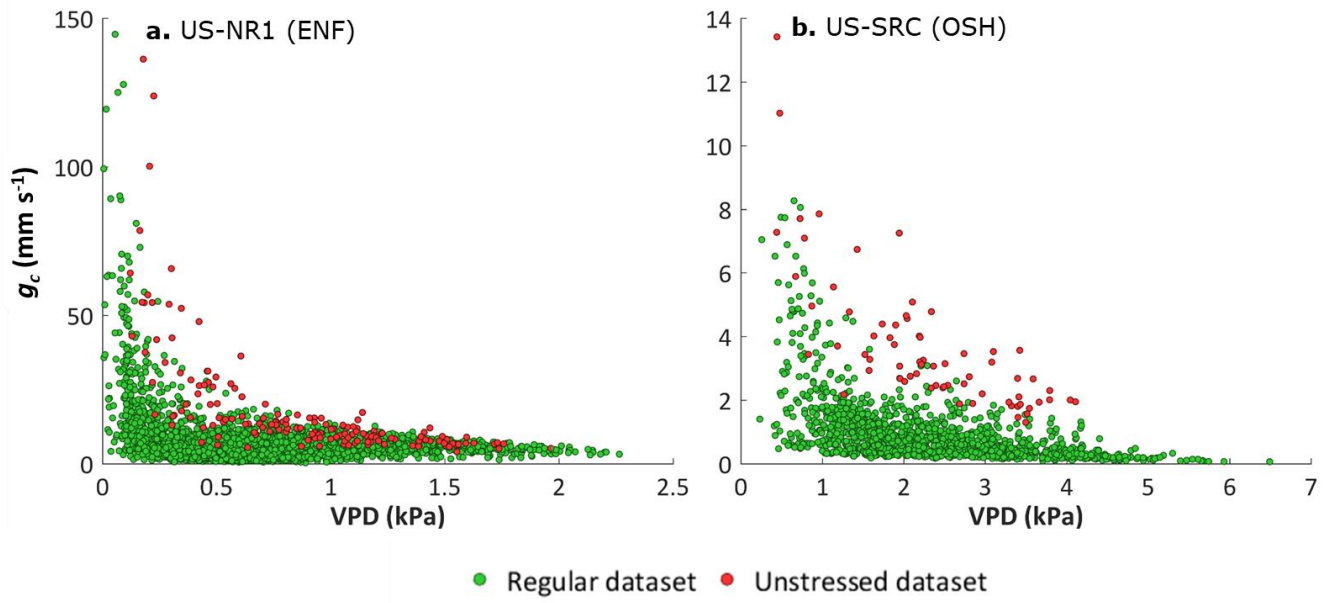 a. US-NR1 (ENF)
b. US-SRC (OSH)
g_c (mm s⁻¹)
150
100
50
0
0 0.5 1 1.5 2 2.5
VPD (kPa)
14
12
10
8
6
4
2
0
0 1 2 3 4 5 6 7
VPD (kPa)
Regular dataset Unstressed dataset